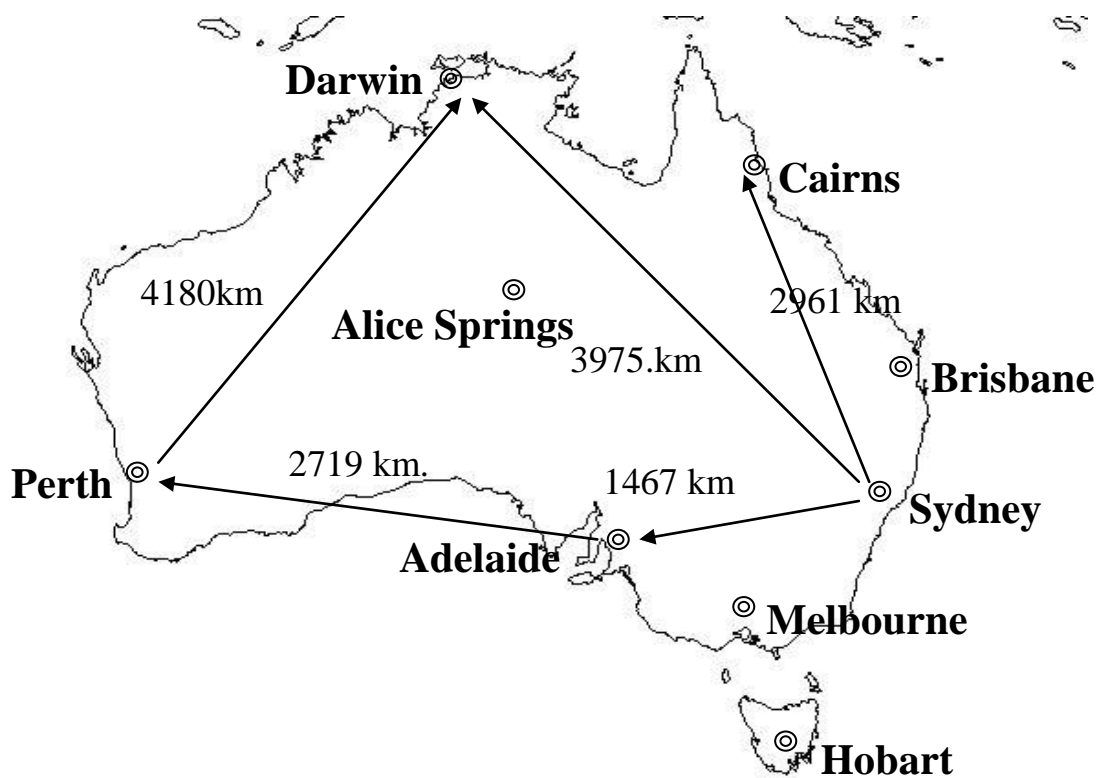 Darwin
Cairns
4180km
2961 km
Alice Springs
3975.km
Brisbane
2719 km.
1467 km
Perth
Sydney
Adelaide
Melbourne
Hobart